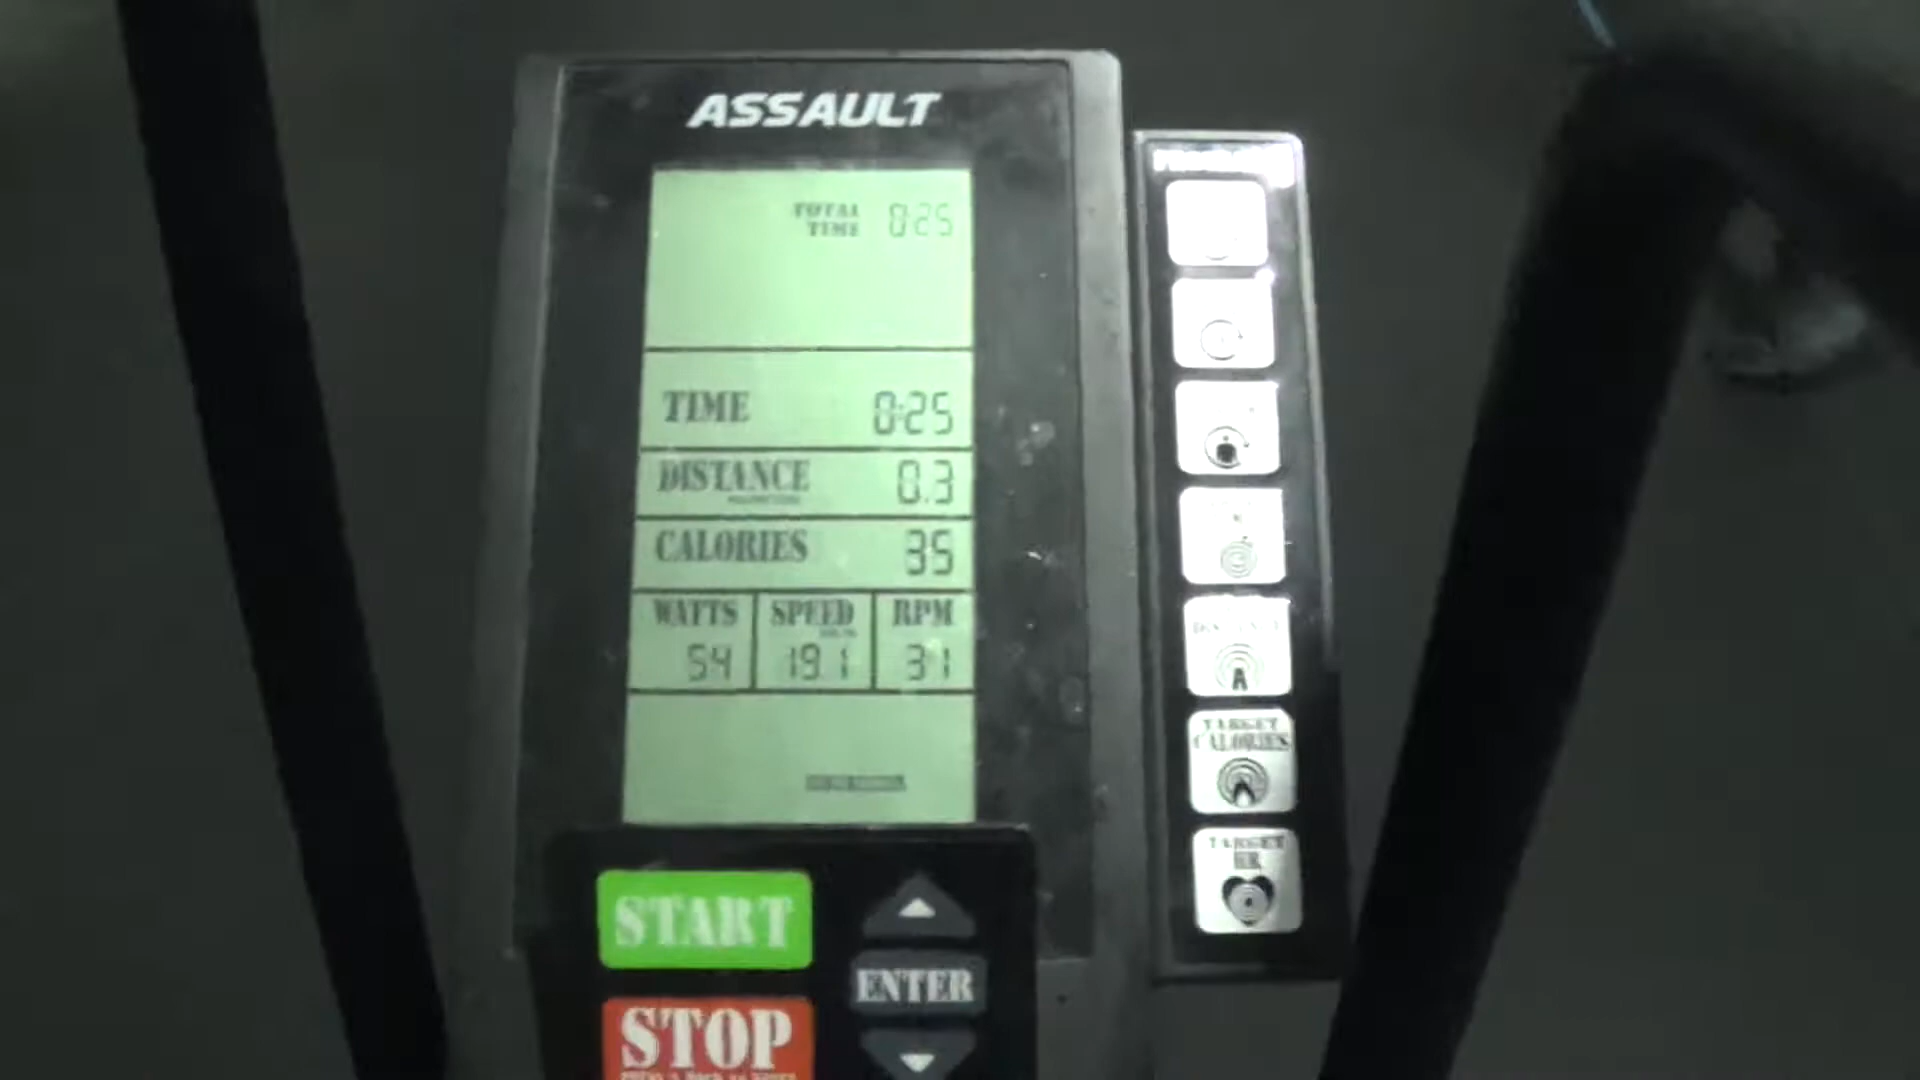 ASSAULT
TOTAL TIME 0:25
TIME 0:25
DISTANCE 0.3
CALORIES 35
WATTS SPEED RPM
54 19.1 31
START
ENTER
STOP
TARGET CALORIES
TARGET HR